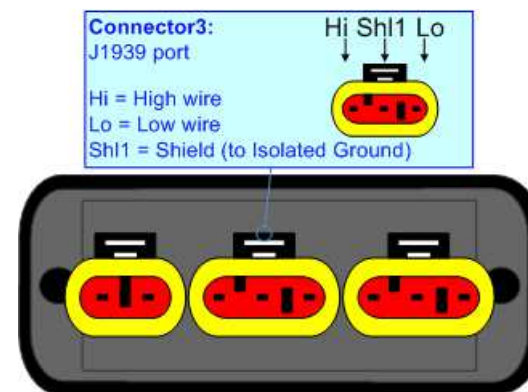 Connector3:
J1939 port
Hi = High wire
Lo = Low wire
Shl1 = Shield (to Isolated Ground)
Hi Shl1 Lo